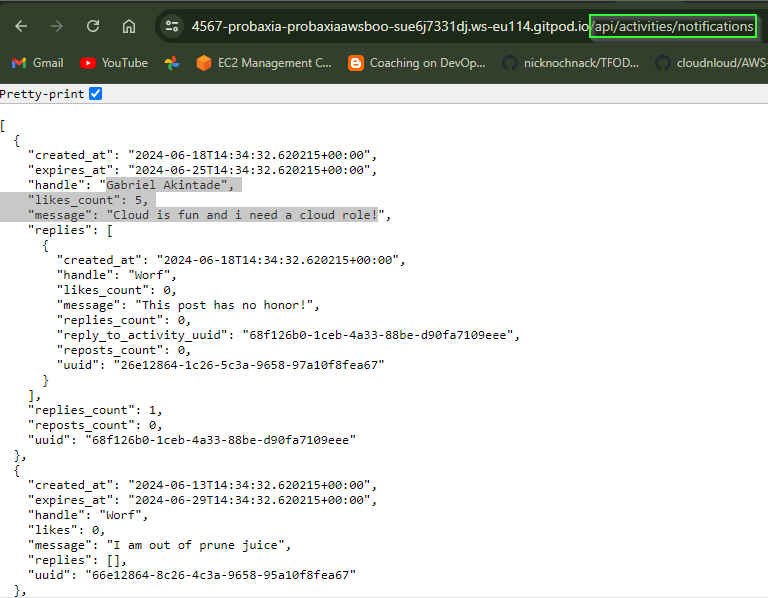 4567-probaxia-probaxiaawsboo-sue6j7331dj.ws-eu114.gitpod.io/api/activities/notifications
Gmail YouTube EC2 Management C... Coaching on DevOp... nicknochnack/TFOD... cloudnloud/AWS-
Pretty-print
[
  {
    "created_at": "2024-06-18T14:34:32.620215+00:00",
    "expires_at": "2024-06-25T14:34:32.620215+00:00",
    "handle": "Gabriel Akintade",
    "likes_count": 5,
    "message": "Cloud is fun and i need a cloud role!",
    "replies": [
      {
        "created_at": "2024-06-18T14:34:32.620215+00:00",
        "handle": "Worf",
        "likes_count": 0,
        "message": "This post has no honor!",
        "replies_count": 0,
        "reply_to_activity_uuid": "68f126b0-1ceb-4a33-88be-d90fa7109eee",
        "reposts_count": 0,
        "uuid": "26e12864-1c26-5c3a-9658-97a10f8fea67"
      }
    ],
    "replies_count": 1,
    "reposts_count": 0,
    "uuid": "68f126b0-1ceb-4a33-88be-d90fa7109eee"
  },
  {
    "created_at": "2024-06-13T14:34:32.620215+00:00",
    "expires_at": "2024-06-29T14:34:32.620215+00:00",
    "handle": "Worf",
    "likes": 0,
    "message": "I am out of prune juice",
    "replies": [],
    "uuid": "66e12864-8c26-4c3a-9658-95a10f8fea67"
  },